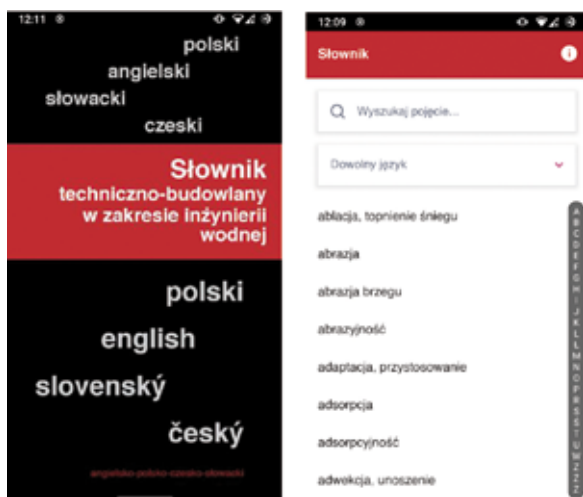 12:11
polski
angielski
słowacki
czeski
Słownik
techniczno-budowlany
w zakresie inżynierii
wodnej
polski
english
slovenský
český
angielsko-polsko-czesko-słowacki
12:09
Słownik
Wyszukaj pojęcie...
Dowolny język
ablacja, topnienie śniegu
abrazja
abrazja brzegu
abrazyjność
adaptacja, przystosowanie
adsorpcja
adsorpcyjność
adwekcja, unoszenie